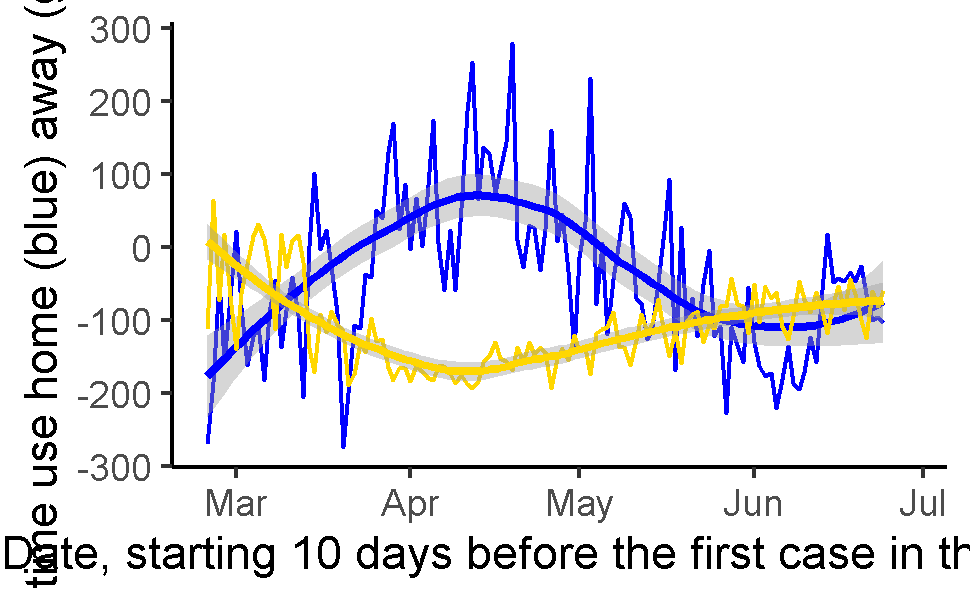 time use home (blue) away (
300
200
100
0
-100
-200
-300
Mar Apr May Jun Jul
Date, starting 10 days before the first case in th